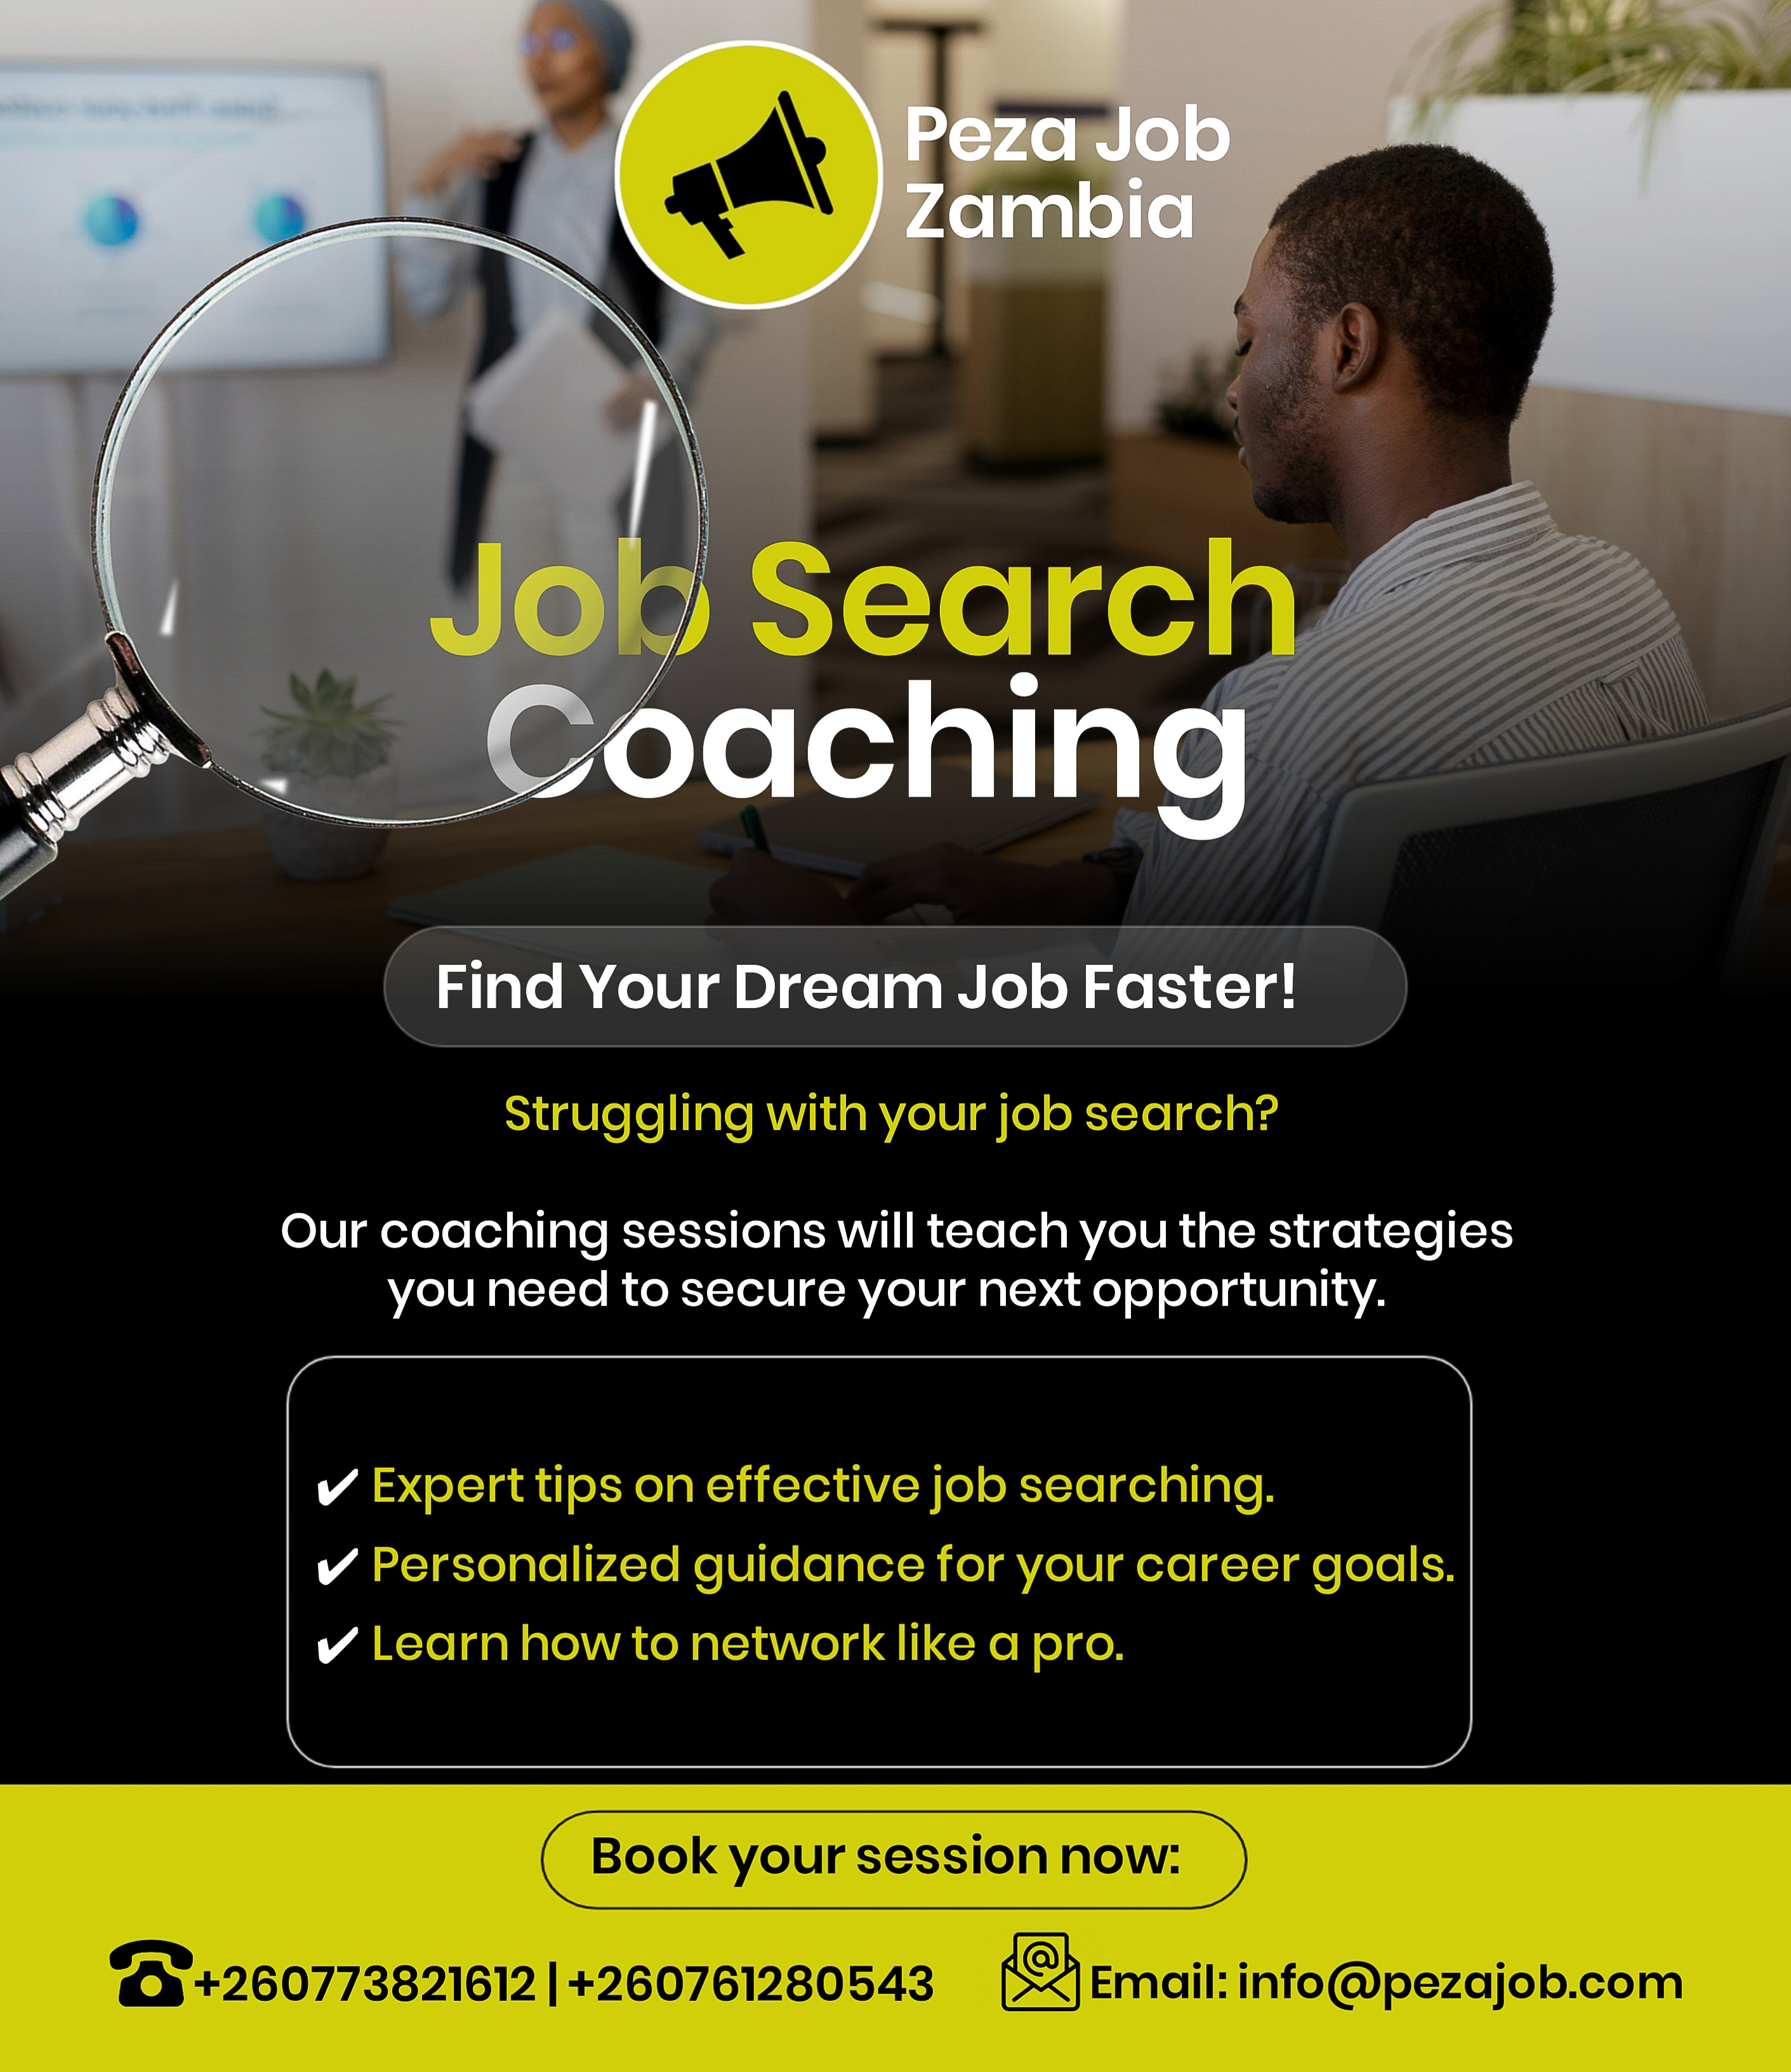 Peza Job
Zambia
Job Search
Coaching
Find Your Dream Job Faster!
Struggling with your job search?
Our coaching sessions will teach you the strategies
you need to secure your next opportunity.
✔ Expert tips on effective job searching.
✔ Personalized guidance for your career goals.
✔ Learn how to network like a pro.
Book your session now:
+260773821612 | +260761280543
Email: info@pezajob.com